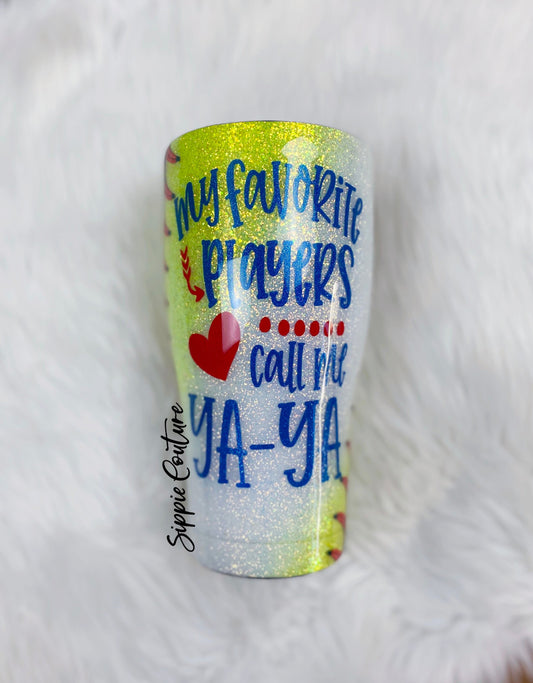 my favorite
players
call me
YA-YA
Sippie Couture